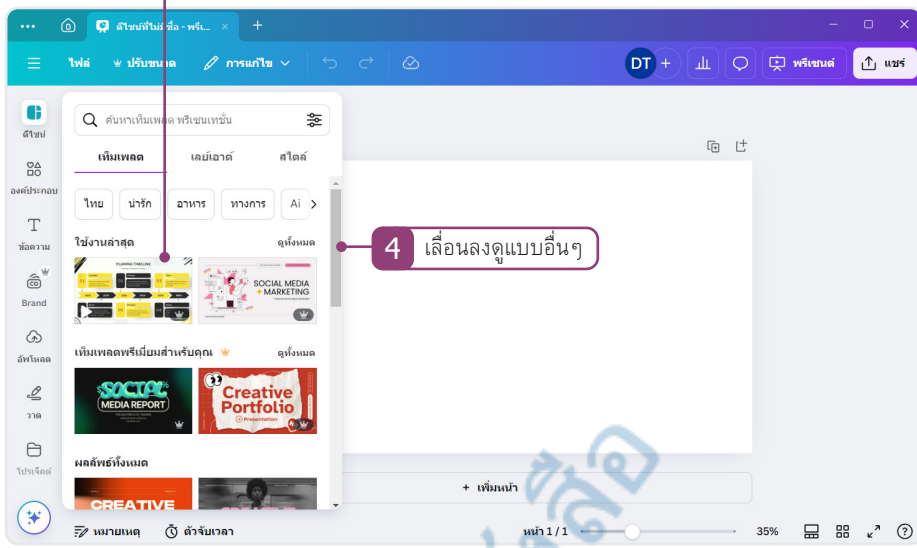 ดีไซน์ที่ไม่มีชื่อ - พรีเ...
ไฟล์ ปรับขนาด การแก้ไข DT + พรีเซนต์ แชร์
ค้นหาเท็มเพลต พรีเซนเทชั่น
ดีไซน์
องค์ประกอบ
ข้อความ
Brand
อัพโหลด
วาด
โปรเจ็คต์
เท็มเพลต เลย์เอาต์ สไตล์
ไทย น่ารัก อาหาร ทางการ Ai
ใช้งานล่าสุด ดูทั้งหมด
PLANNING TIMELINE
SOCIAL MEDIA
+ MARKETING
4 เลื่อนลงดูแบบอื่นๆ
เท็มเพลตพรีเมี่ยมสำหรับคุณ ดูทั้งหมด
SOCIAL
MEDIA REPORT
Creative
Portfolio
Presentation
ผลลัพธ์ทั้งหมด
CREATIVE
+ เพิ่มหน้า
หมายเหตุ ตัวจับเวลา หน้า 1 / 1 35%